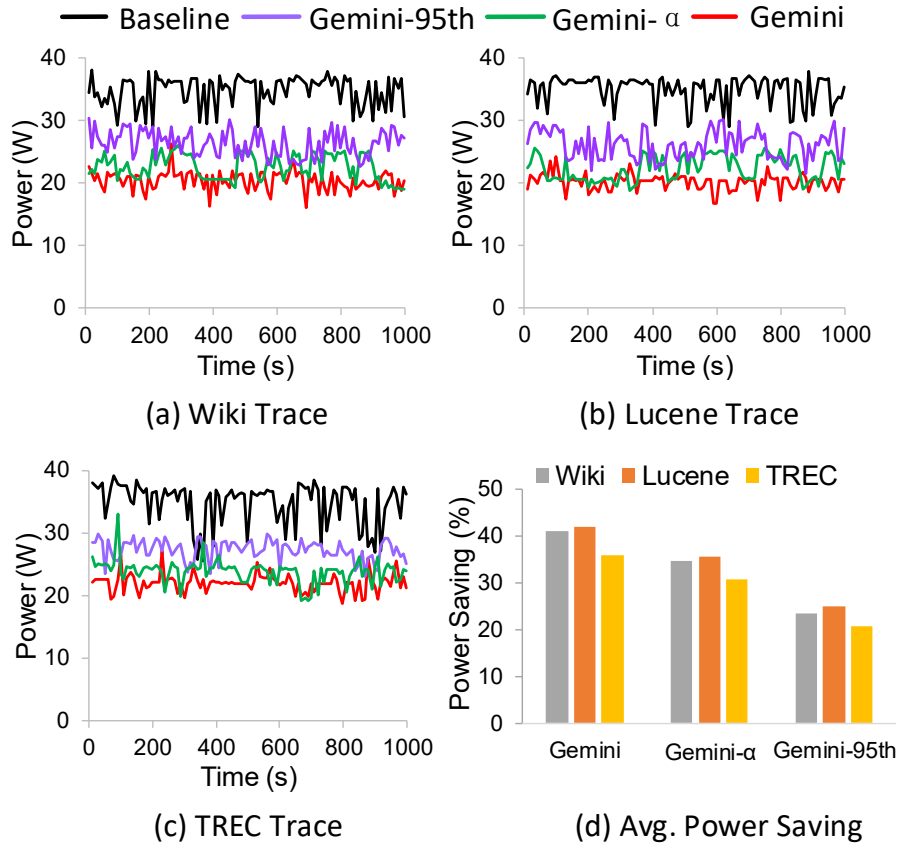 Baseline Gemini-95th Gemini-α Gemini
40
30
20
10
0
Power (W)
0 200 400 600 800 1000
Time (s)
(a) Wiki Trace
40
30
20
10
0
Power (W)
0 200 400 600 800 1000
Time (s)
(b) Lucene Trace
40
30
20
10
0
Power (W)
0 200 400 600 800 1000
Time (s)
(c) TREC Trace
Wiki Lucene TREC
50
40
30
20
10
0
Power Saving (%)
Gemini Gemini-α Gemini-95th
(d) Avg. Power Saving